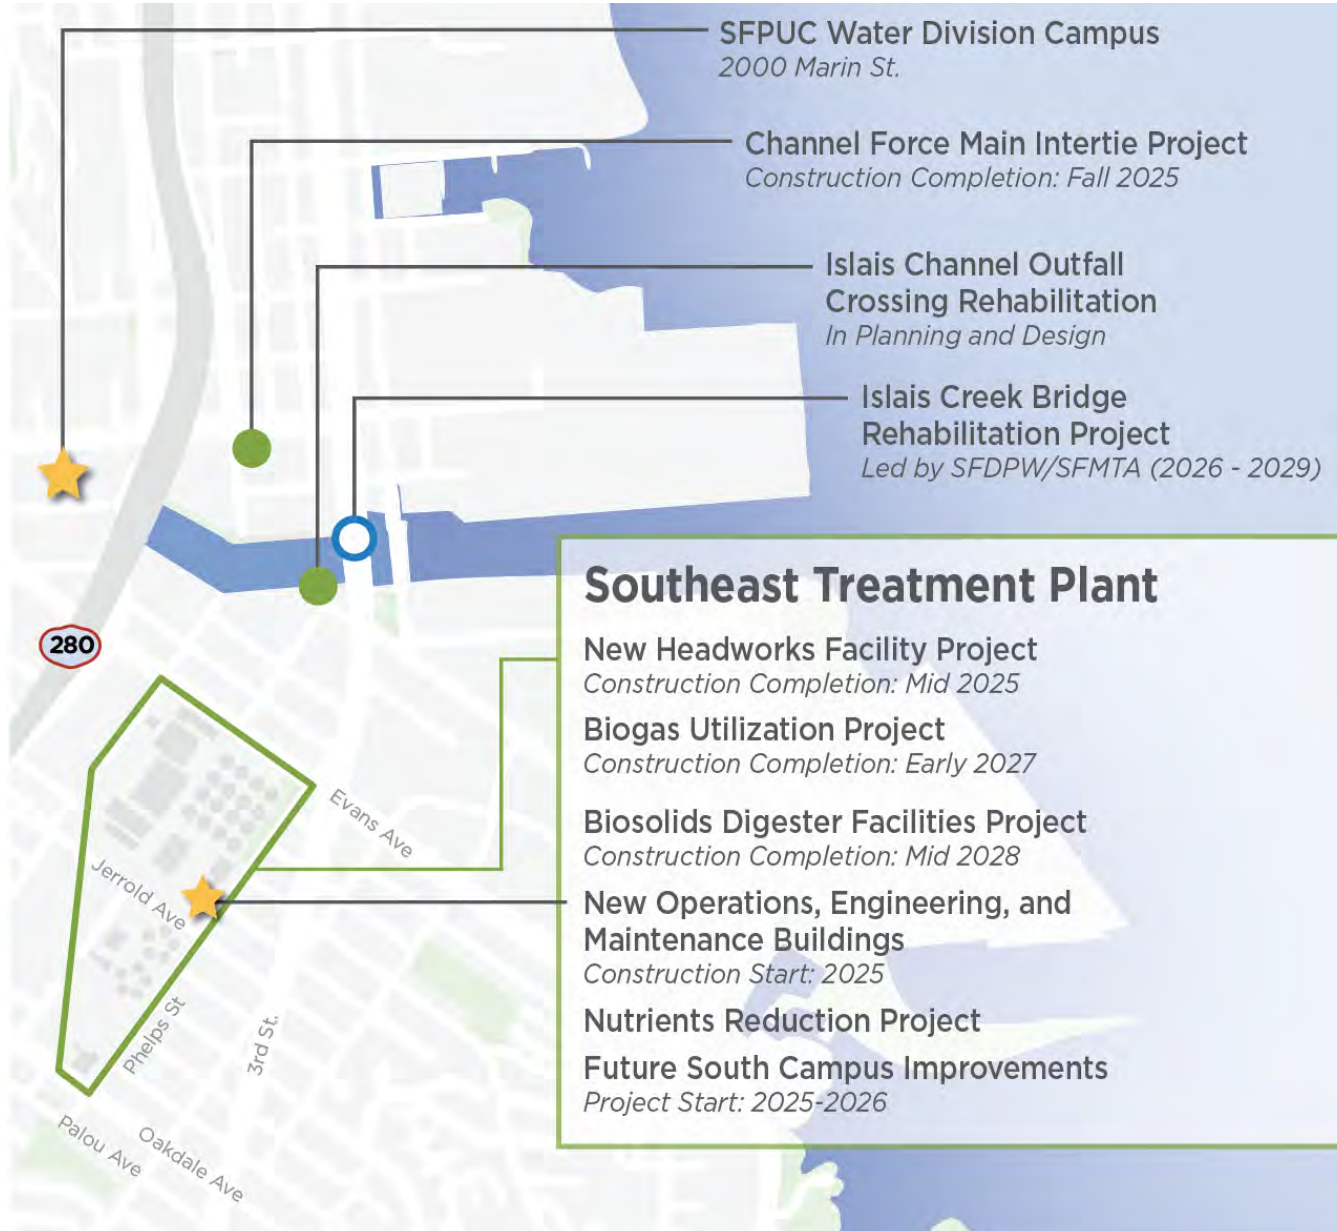 SFPUC Water Division Campus
2000 Marin St.
Channel Force Main Intertie Project
Construction Completion: Fall 2025
Islais Channel Outfall
Crossing Rehabilitation
In Planning and Design
Islais Creek Bridge
Rehabilitation Project
Led by SFDPW/SFMTA (2026 - 2029)
280
Southeast Treatment Plant
New Headworks Facility Project
Construction Completion: Mid 2025
Biogas Utilization Project
Construction Completion: Early 2027
Biosolids Digester Facilities Project
Construction Completion: Mid 2028
New Operations, Engineering, and
Maintenance Buildings
Construction Start: 2025
Nutrients Reduction Project
Future South Campus Improvements
Project Start: 2025-2026
Evans Ave
Jerrold Ave
Phelps St
3rd St.
Palou Ave
Oakdale Ave